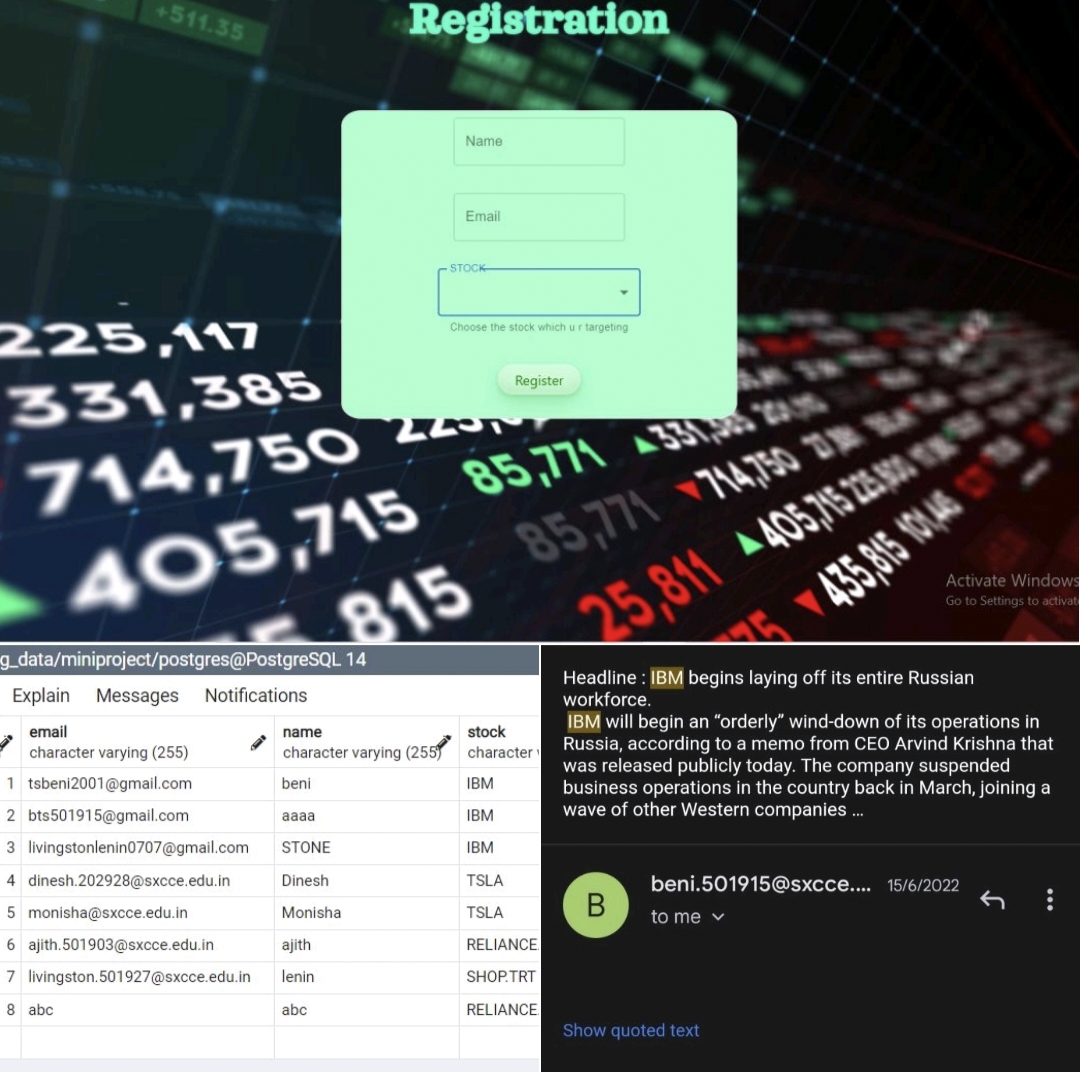 +511.35
Registration
Name
Email
STOCK
Choose the stock which u r targeting
Register
225,117
331,385
714,750
405,715
815
85,771
331,385
85,771
714,750
25,811
405,715
435,815
Activate Windows
Go to Settings to activate
g_data/miniproject/postgres@PostgreSQL 14
Explain Messages Notifications
email name stock
character varying (255) character varying (255) character
1 tsbeni2001@gmail.com beni IBM
2 bts501915@gmail.com aaaa IBM
3 livingstonlenin0707@gmail.com STONE IBM
4 dinesh.202928@sxcce.edu.in Dinesh TSLA
5 monisha@sxcce.edu.in Monisha TSLA
6 ajith.501903@sxcce.edu.in ajith RELIANCE.
7 livingston.501927@sxcce.edu.in lenin SHOP.TRT
8 abc abc RELIANCE.
Headline : IBM begins laying off its entire Russian
workforce.
IBM will begin an “orderly” wind-down of its operations in
Russia, according to a memo from CEO Arvind Krishna that
was released publicly today. The company suspended
business operations in the country back in March, joining a
wave of other Western companies …
B
beni.501915@sxcce.... 15/6/2022
to me
Show quoted text